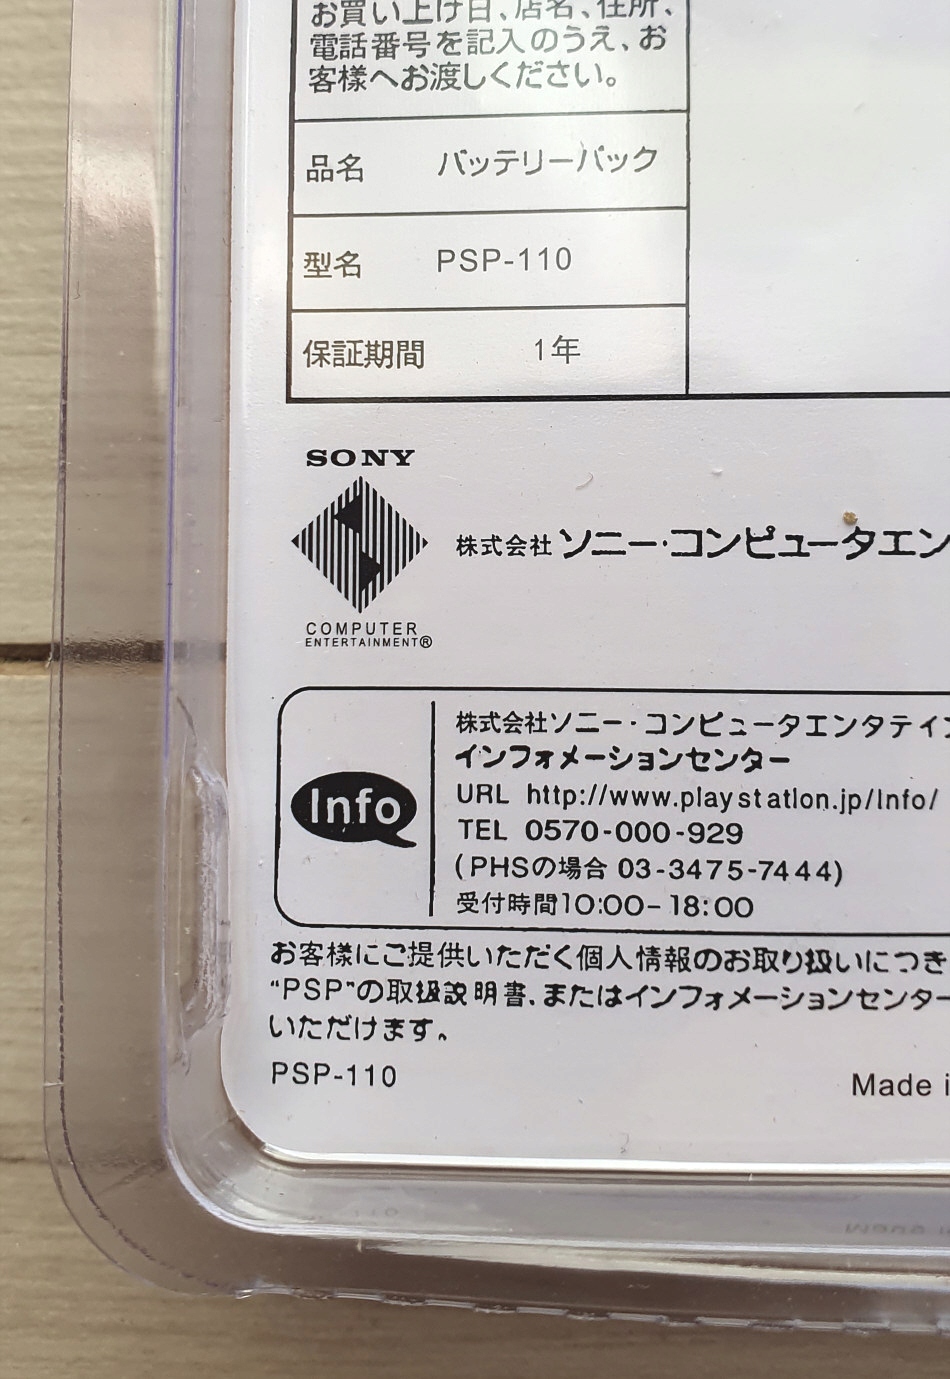 お買い上げ日、店名、住所、
電話番号を記入のうえ、お
客様へお渡しください。
品名 バッテリーパック
型名 PSP-110
保証期間 1年
SONY
COMPUTER
ENTERTAINMENT®
株式会社 ソニー・コンピュータエン
Info
株式会社ソニー・コンピュータエンタテイ
インフォメーションセンター
URL http://www.playstatlon.jp/lnfo/
TEL 0570-000-929
(PHSの場合 03-3475-7444)
受付時間10:00-18:00
お客様にご提供いただく個人情報のお取り扱いにつき
“PSP”の取扱説明書、またはインフォメーションセンター
いただけます。
PSP-110
Made i